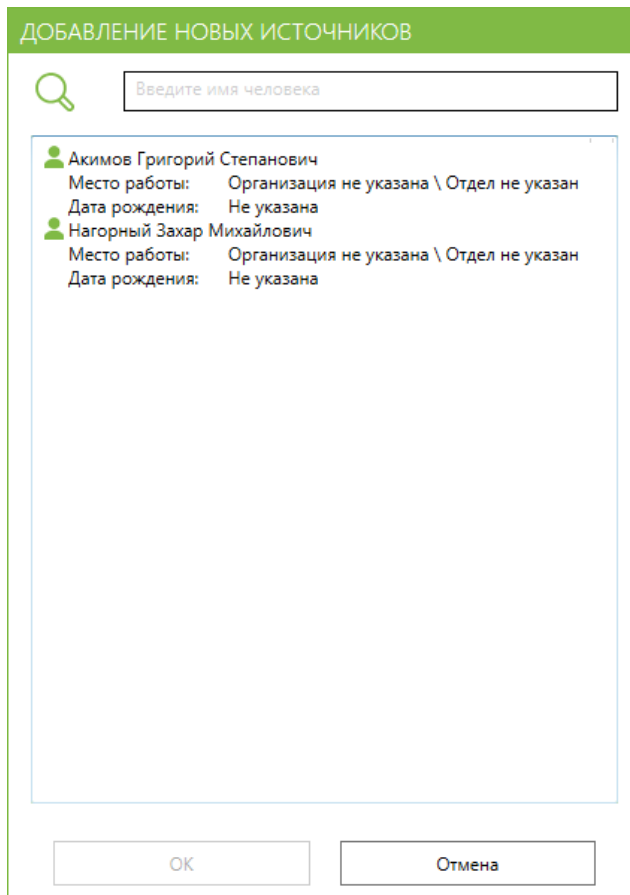 ДОБАВЛЕНИЕ НОВЫХ ИСТОЧНИКОВ
Введите имя человека
Акимов Григорий Степанович
Место работы: Организация не указана \ Отдел не указан
Дата рождения: Не указана
Нагорный Захар Михайлович
Место работы: Организация не указана \ Отдел не указан
Дата рождения: Не указана
ОК Отмена